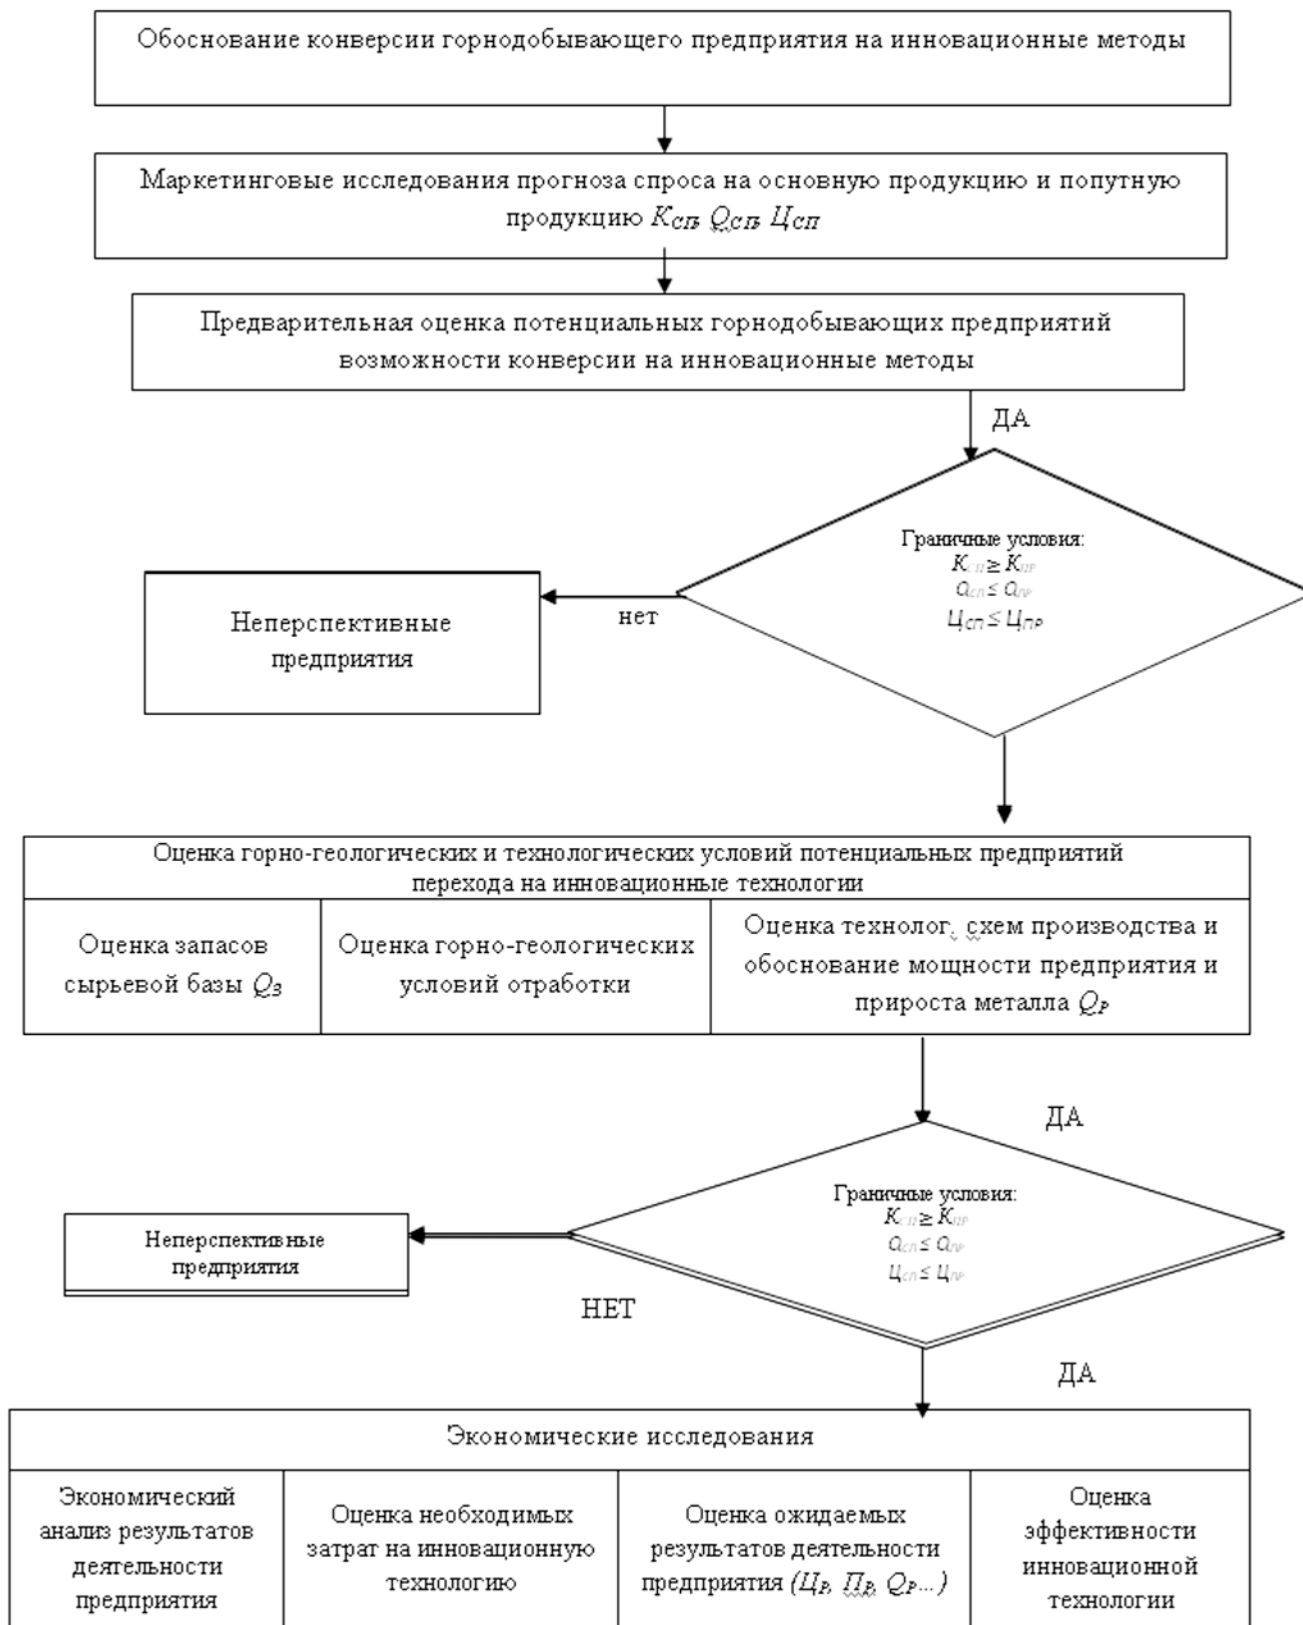 Обоснование конверсии горнодобывающего предприятия на инновационные методы
Маркетинговые исследования прогноза спроса на основную продукцию и попутную
продукцию КСП, QСП, ЦСП
Предварительная оценка потенциальных горнодобывающих предприятий
возможности конверсии на инновационные методы
ДА
Граничные условия:
КСП ≥ КПР
QСП ≤ QПР
ЦСП ≤ ЦПР
нет
Неперспективные
предприятия
Оценка горно-геологических и технологических условий потенциальных предприятий
перехода на инновационные технологии
Оценка запасов
сырьевой базы QЗ
Оценка горно-геологических
условий отработки
Оценка технолог. схем производства и
обоснование мощности предприятия и
прироста металла QР
ДА
Граничные условия:
КСП ≥ КПР
QСП ≤ QПР
ЦСП ≤ ЦПР
Неперспективные
предприятия
НЕТ
ДА
Экономические исследования
Экономический
анализ результатов
деятельности
предприятия
Оценка необходимых
затрат на инновационную
технологию
Оценка ожидаемых
результатов деятельности
предприятия (ЦР, ПР, QР...)
Оценка
эффективности
инновационной
технологии